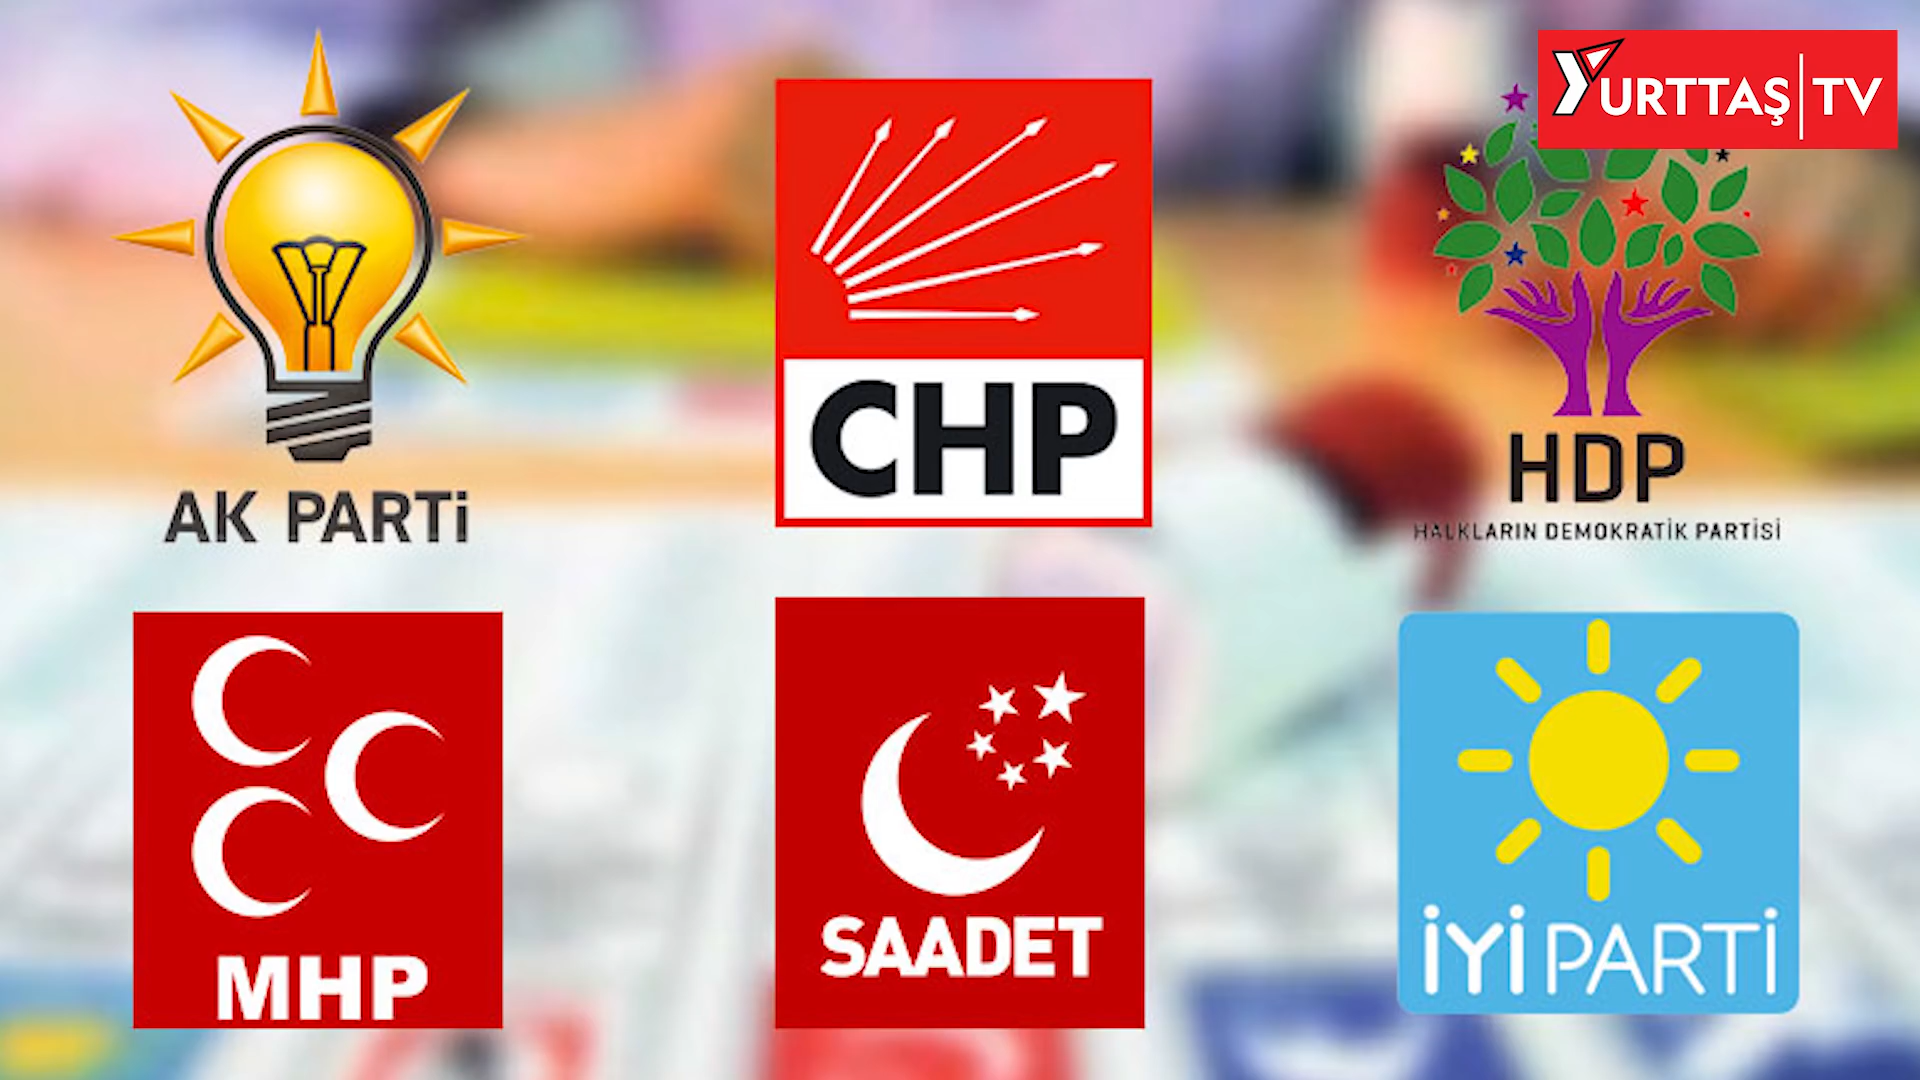 YURTTAŞ|TV
AK PARTİ
CHP
HDP
HALKLARIN DEMOKRATİK PARTİSİ
MHP
SAADET
İYİ PARTİ